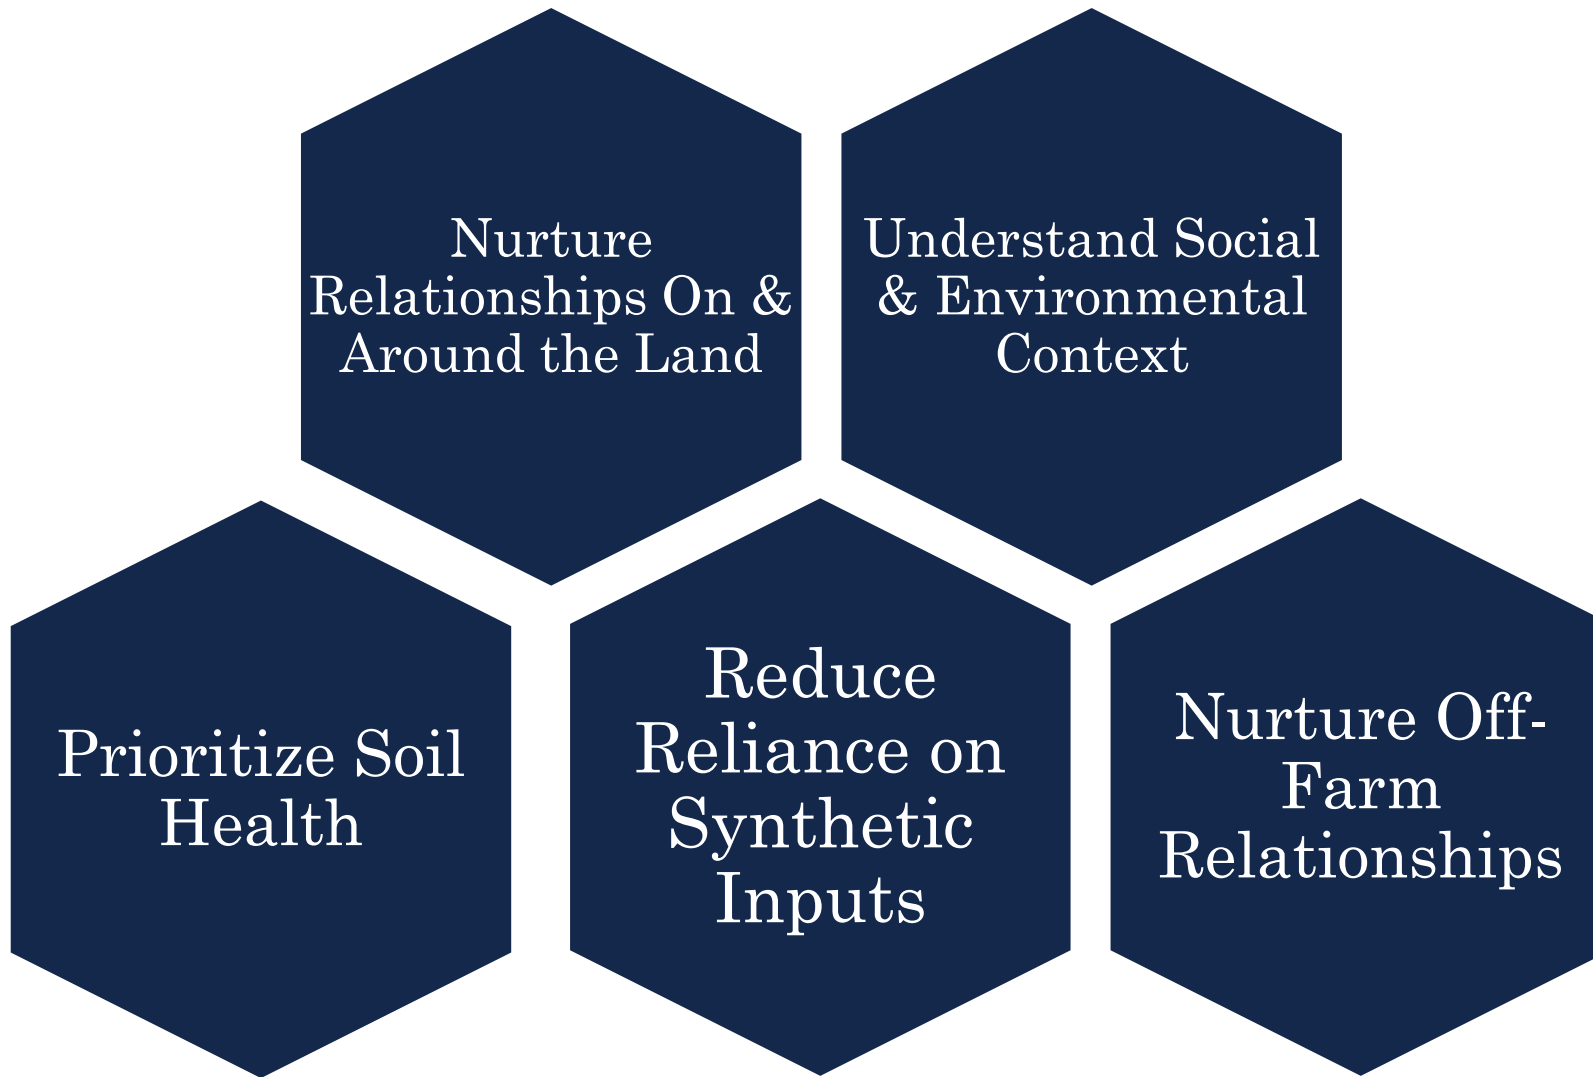 Nurture
Relationships On &
Around the Land
Understand Social
& Environmental
Context
Prioritize Soil
Health
Reduce
Reliance on
Synthetic
Inputs
Nurture Off-
Farm
Relationships